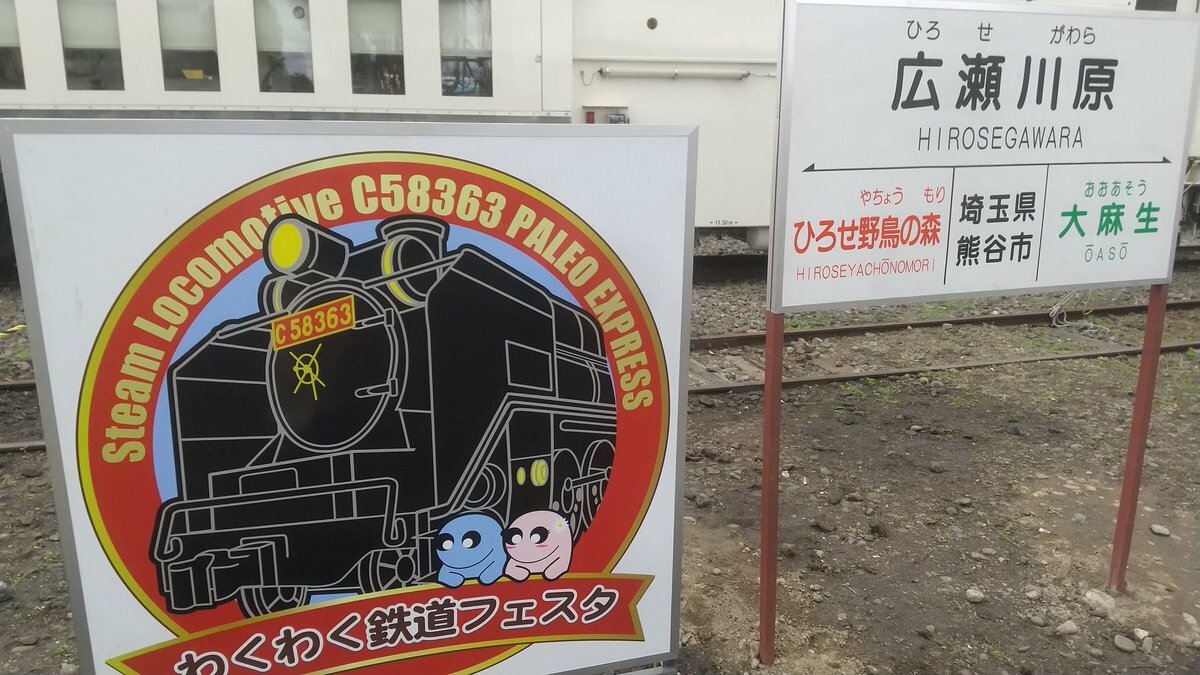 Steam Locomotive C58363 PALEO EXPRESS
C58363
わくわく鉄道フェスタ
ひろ せ がわら
広瀬川原
HIROSEGAWARA
やちょう もり
ひろせ野鳥の森
HIROSEYACHŌNOMORI
埼玉県
熊谷市
おおあそう
大麻生
ŌASŌ
11.50m